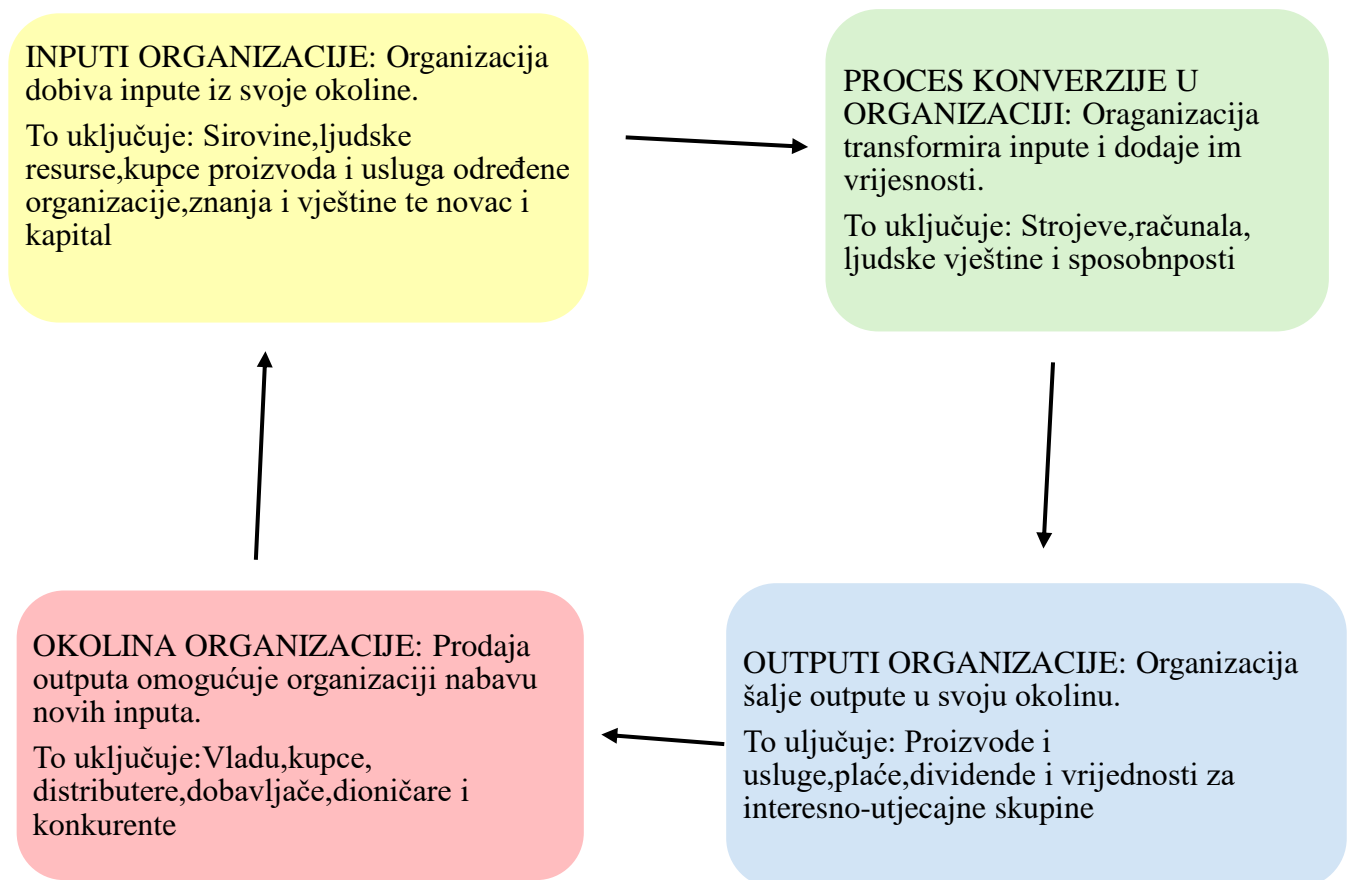 INPUTI ORGANIZACIJE: Organizacija
dobiva inpute iz svoje okoline.
To uključuje: Sirovine,ljudske
resurse,kupce proizvoda i usluga određene
organizacije,znanja i vještine te novac i
kapital
PROCES KONVERZIJE U
ORGANIZACIJI: Oraganizacija
transformira inpute i dodaje im
vrijesnosti.
To uključuje: Strojeve,računala,
ljudske vještine i sposobnposti
OKOLINA ORGANIZACIJE: Prodaja
outputa omogućuje organizaciji nabavu
novih inputa.
To uključuje:Vladu,kupce,
distributere,dobavljače,dioničare i
konkurente
OUTPUTI ORGANIZACIJE: Organizacija
šalje outpute u svoju okolinu.
To uljučuje: Proizvode i
usluge,plaće,dividende i vrijednosti za
interesno-utjecajne skupine